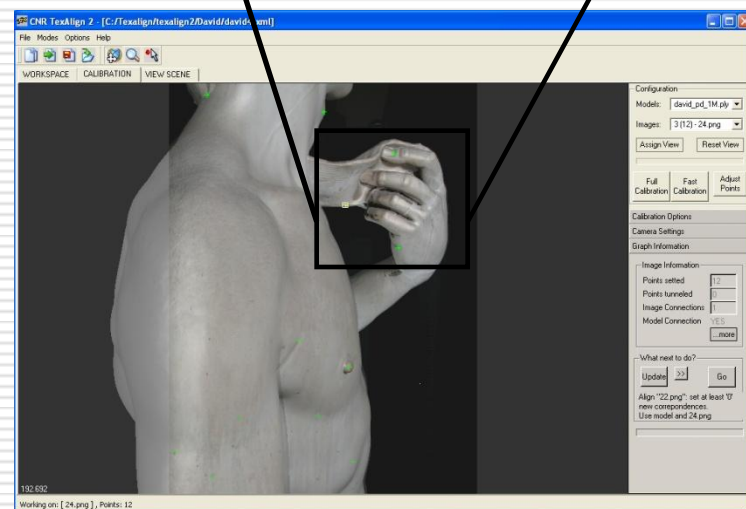 CNR TexAlign 2 - [C:/Texalign/texalign2/David/david4.xml]
File Modes Options Help
WORKSPACE CALIBRATION VIEW SCENE
Configuration
Models: david_pd_1M.ply
Images: 3 (12) - 24.png
Assign View Reset View
Full Calibration Fast Calibration Adjust Points
Calibration Options
Camera Settings
Graph Information
Image Information
Points setted 12
Points tunneled 0
Image Connections 1
Model Connection YES
...more
What next to do?
Update >> Go
Align "22.png": set at least '0'
new correpondences.
Use model and 24.png
192.692
Working on: [ 24.png ] , Points: 12